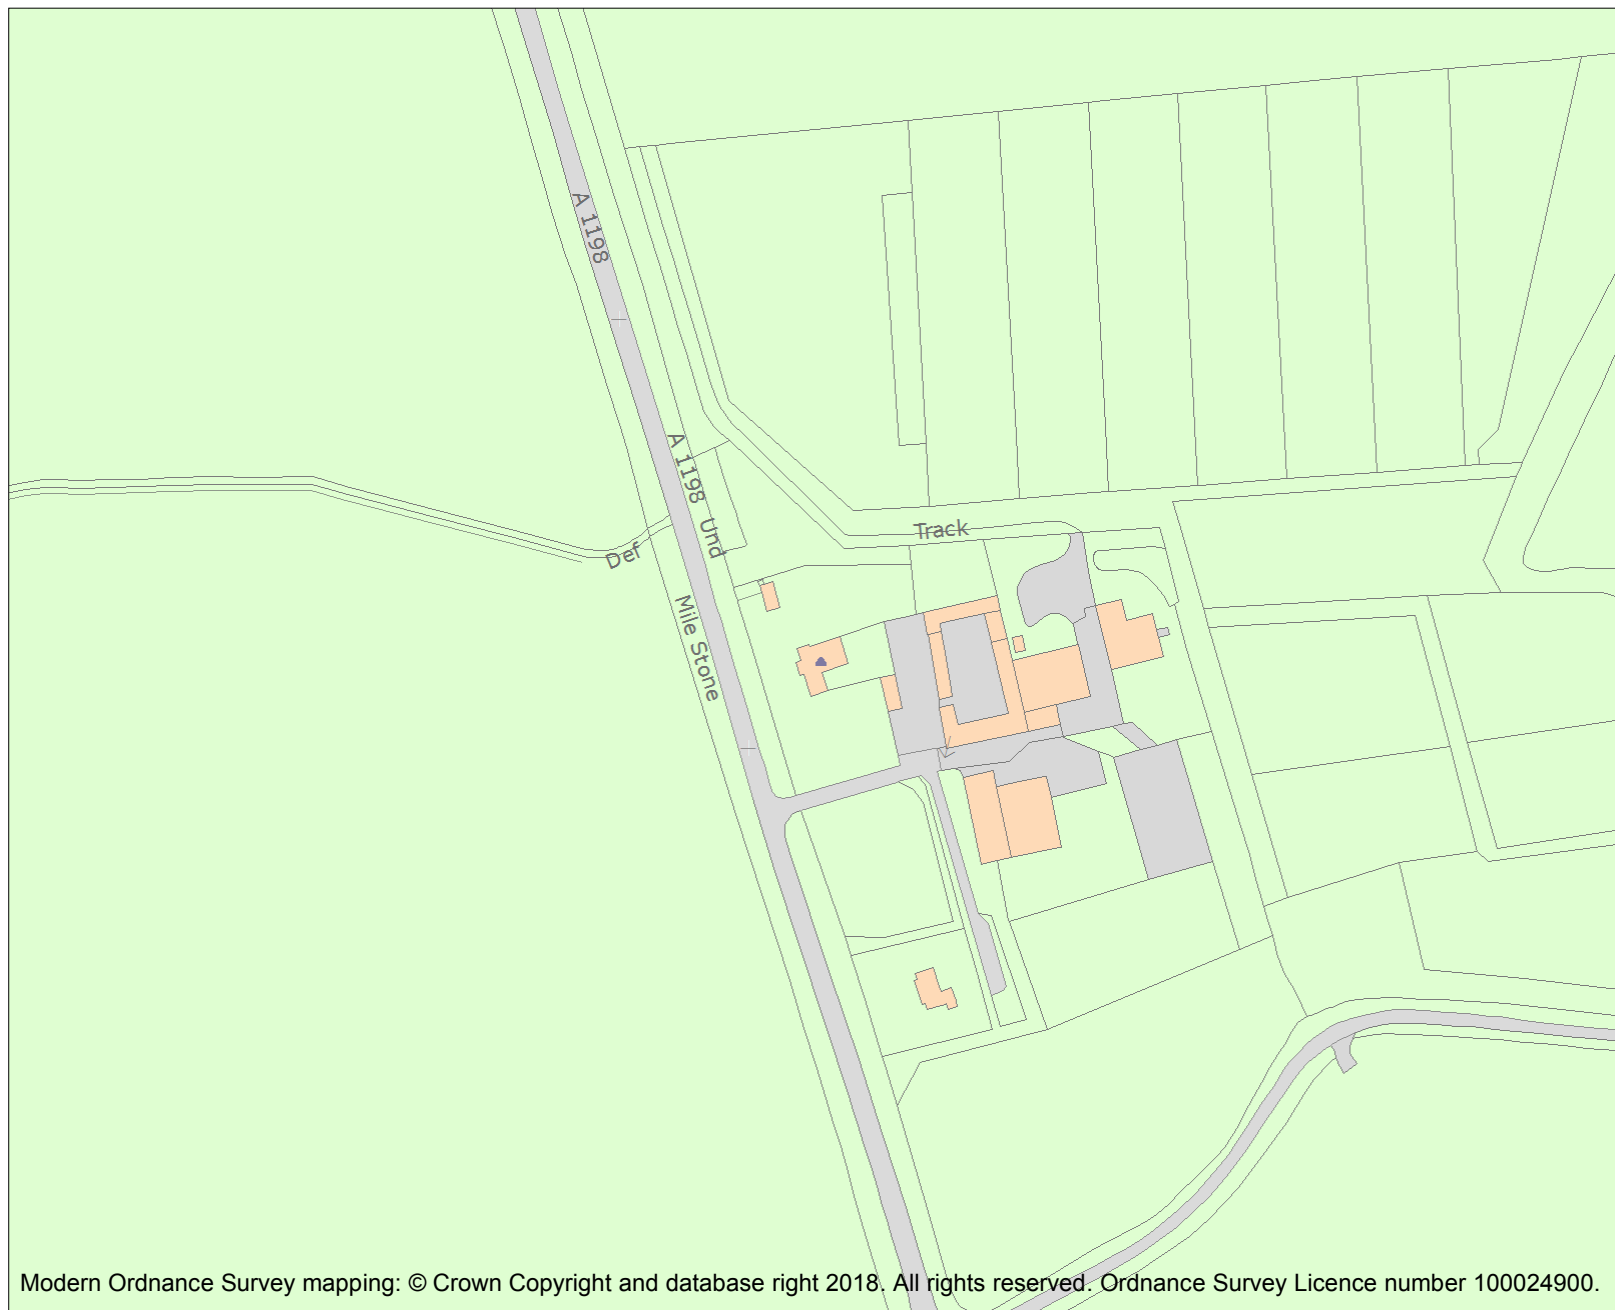 A 1198
A 1198
Und
Track
Def
Mile Stone
Modern Ordnance Survey mapping: © Crown Copyright and database right 2018. All rights reserved. Ordnance Survey Licence number 100024900.